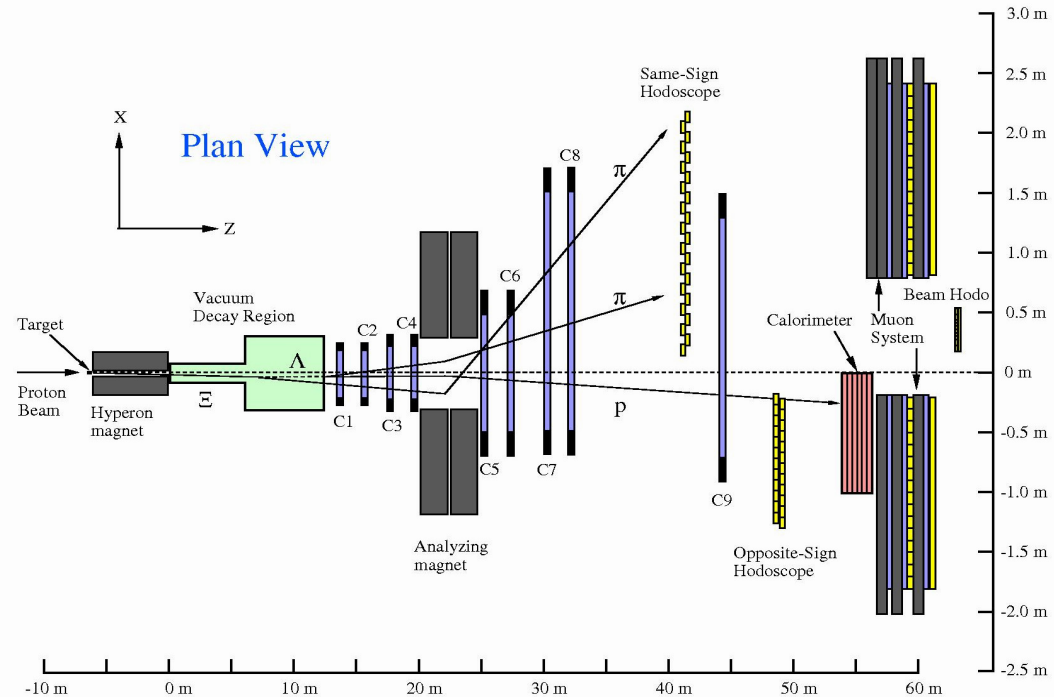 3.0 m
2.5 m
2.0 m
1.5 m
1.0 m
0.5 m
0 m
-0.5 m
-1.0 m
-1.5 m
-2.0 m
-2.5 m
X
Z
Plan View
Same-Sign
Hodoscope
π
π
p
Λ
Ξ
Vacuum
Decay Region
Target
Proton
Beam
Hyperon
magnet
C1
C2
C3
C4
C5
C6
C7
C8
C9
Analyzing
magnet
Beam Hodo
Calorimeter
Muon
System
Opposite-Sign
Hodoscope
-10 m
0 m
10 m
20 m
30 m
40 m
50 m
60 m